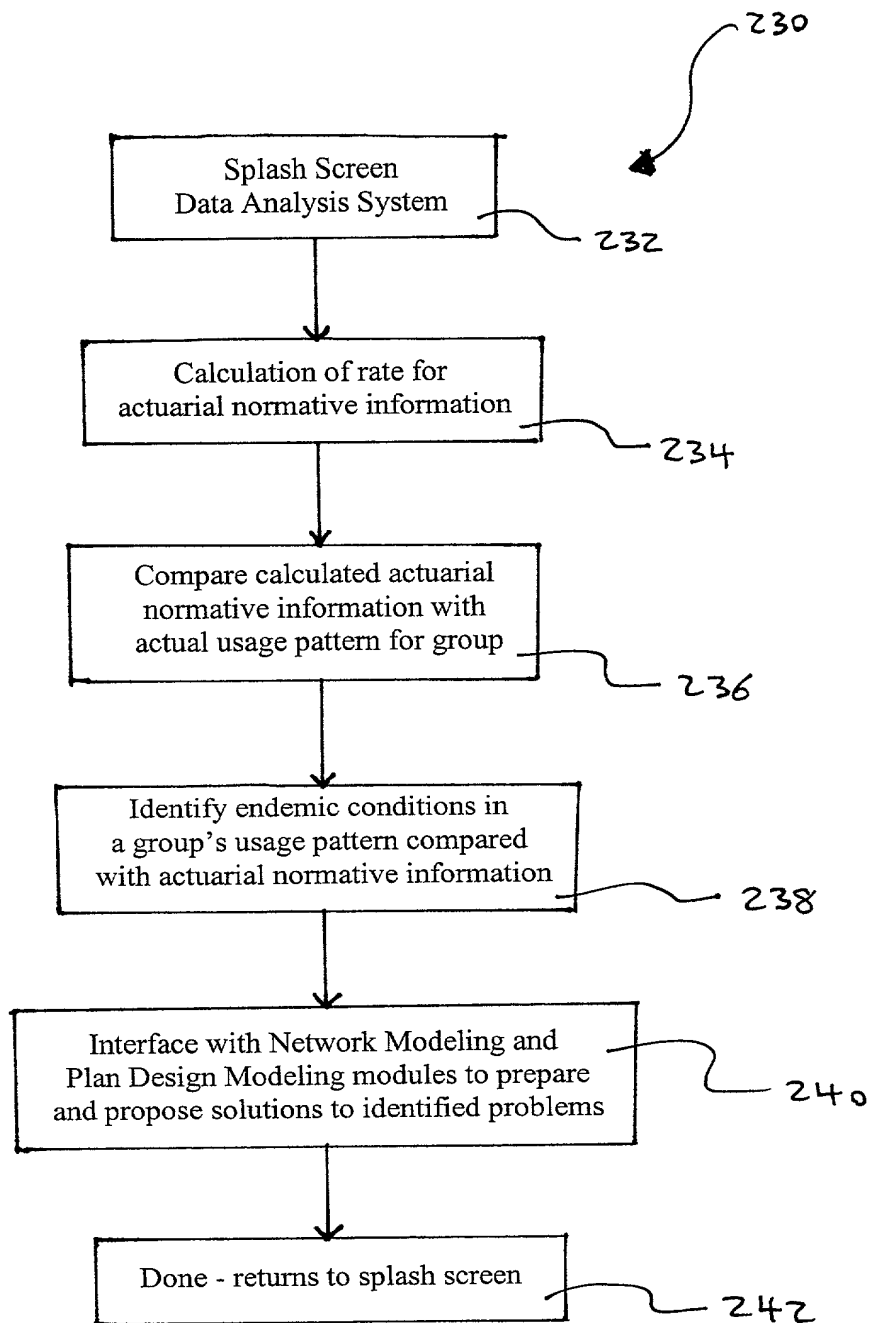 230
Splash Screen
Data Analysis System
232
Calculation of rate for
actuarial normative information
234
Compare calculated actuarial
normative information with
actual usage pattern for group
236
Identify endemic conditions in
a group's usage pattern compared
with actuarial normative information
238
Interface with Network Modeling and
Plan Design Modeling modules to prepare
and propose solutions to identified problems
240
Done - returns to splash screen
242